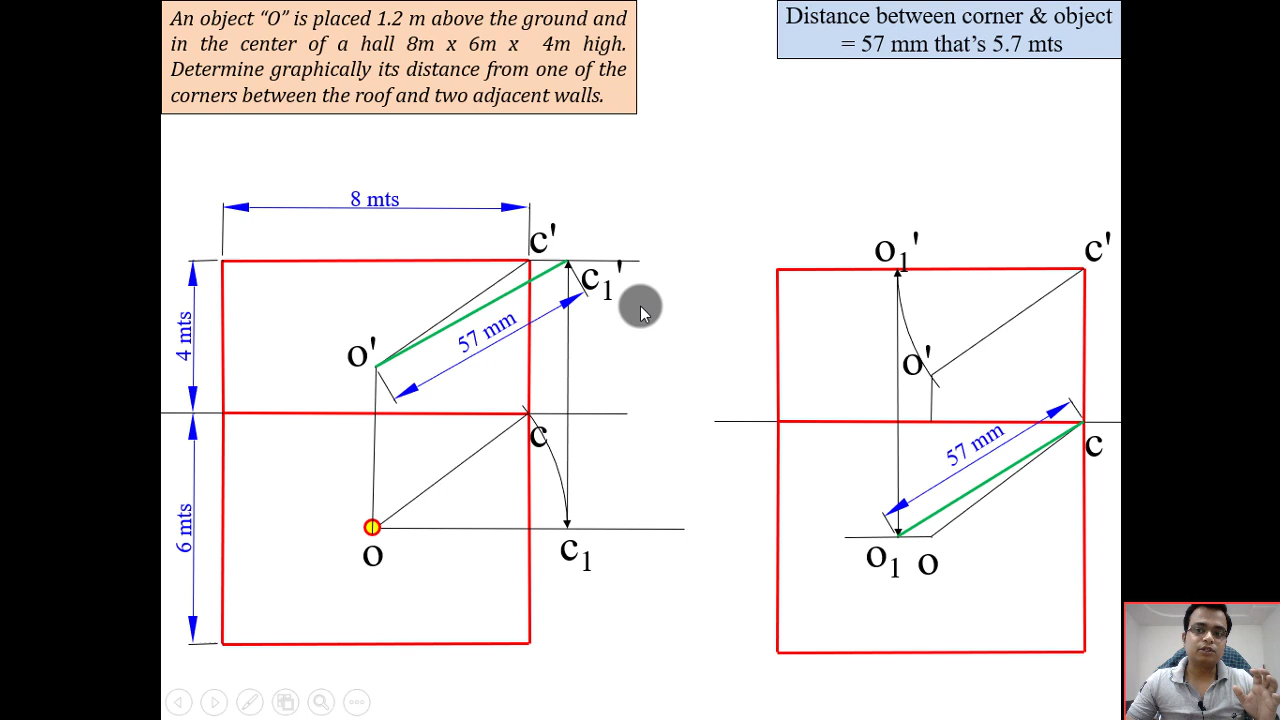 An object “O” is placed 1.2 m above the ground and
in the center of a hall 8m x 6m x 4m high.
Determine graphically its distance from one of the
corners between the roof and two adjacent walls.
Distance between corner & object
= 57 mm that’s 5.7 mts
8 mts
c'
c₁'
4 mts
57 mm
o'
c
6 mts
o
c₁
o₁'
c'
o'
57 mm
c
o₁ o